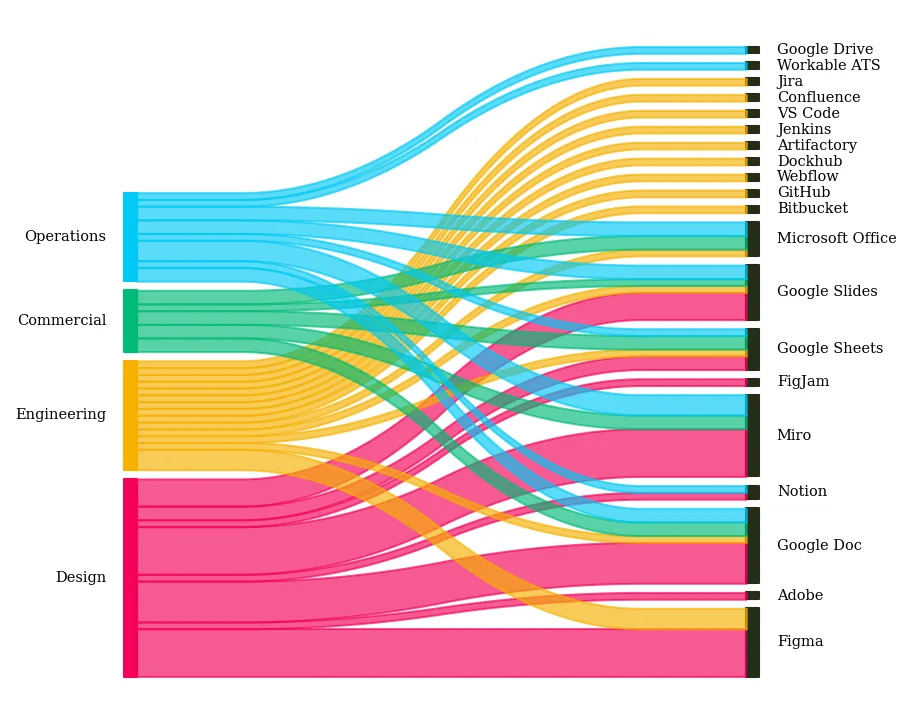 Operations
Commercial
Engineering
Design
Google Drive
Workable ATS
Jira
Confluence
VS Code
Jenkins
Artifactory
Dockhub
Webflow
GitHub
Bitbucket
Microsoft Office
Google Slides
Google Sheets
FigJam
Miro
Notion
Google Doc
Adobe
Figma